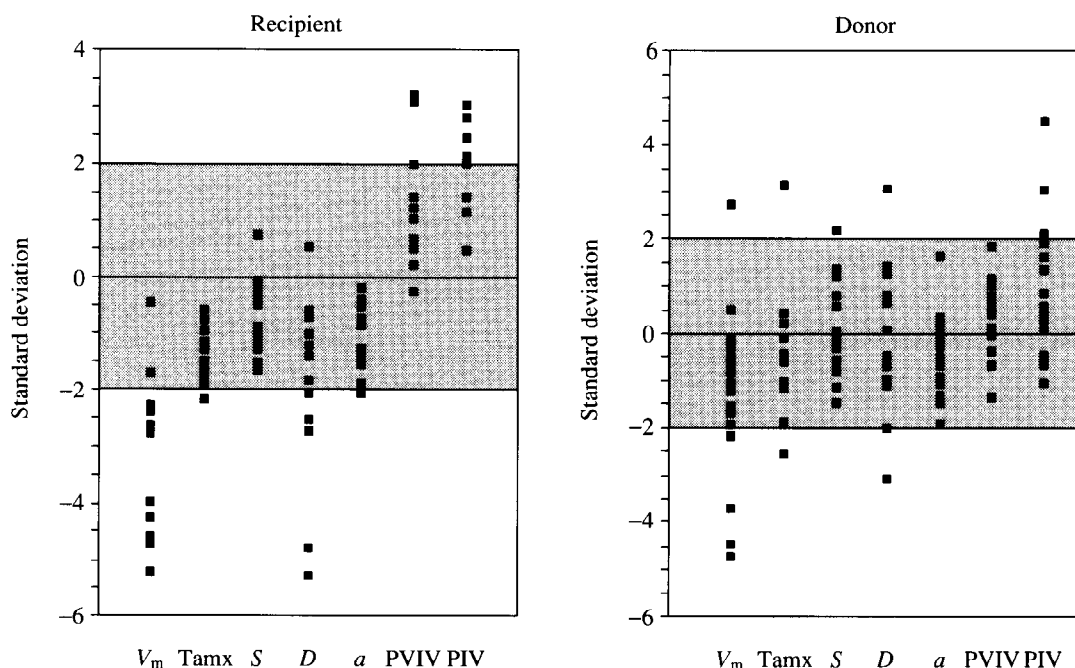 Recipient
Standard deviation
4
2
0
−2
−4
−6
Vm Tamx S D a PVIV PIV
Donor
Standard deviation
6
4
2
0
−2
−4
−6
Vm Tamx S D a PVIV PIV